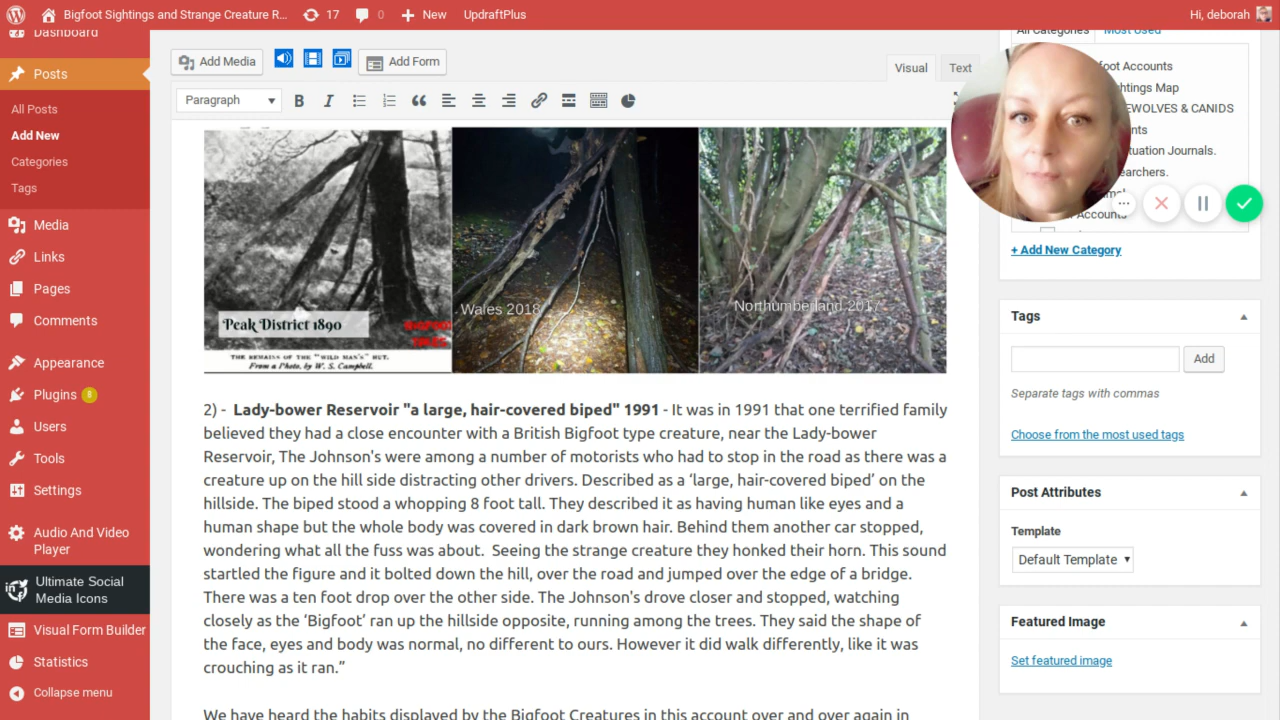 Bigfoot Sightings and Strange Creature R...
17
0
New
UpdraftPlus
Hi, deborah
Dashboard
Posts
All Posts
Add New
Categories
Tags
Media
Links
Pages
Comments
Appearance
Plugins 8
Users
Tools
Settings
Audio And Video
Player
Ultimate Social
Media Icons
Visual Form Builder
Statistics
Collapse menu
Add Media
Add Form
Visual
Text
Paragraph
B
I
Peak District 1890
THE REMAINS OF THE "WILD MAN'S" HUT.
From a Photo, by W. S. Campbell.
Wales 2018
Northumberland 2017
2) - Lady-bower Reservoir "a large, hair-covered biped" 1991 - It was in 1991 that one terrified family
believed they had a close encounter with a British Bigfoot type creature, near the Lady-bower
Reservoir, The Johnson's were among a number of motorists who had to stop in the road as there was a
creature up on the hill side distracting other drivers. Described as a ‘large, hair-covered biped’ on the
hillside. The biped stood a whopping 8 foot tall. They described it as having human like eyes and a
human shape but the whole body was covered in dark brown hair. Behind them another car stopped,
wondering what all the fuss was about.  Seeing the strange creature they honked their horn. This sound
startled the figure and it bolted down the hill, over the road and jumped over the edge of a bridge.
There was a ten foot drop over the other side. The Johnson's drove closer and stopped, watching
closely as the ‘Bigfoot’ ran up the hillside opposite, running among the trees. They said the shape of
the face, eyes and body was normal, no different to ours. However it did walk differently, like it was
crouching as it ran.”
We have heard the habits displayed by the Bigfoot Creatures in this account over and over again in
All Categories
Most Used
foot Accounts
htings Map
EWOLVES & CANIDS
nts
tuation Journals.
earchers.
Accounts
+ Add New Category
Tags
Add
Separate tags with commas
Choose from the most used tags
Post Attributes
Template
Default Template
Featured Image
Set featured image